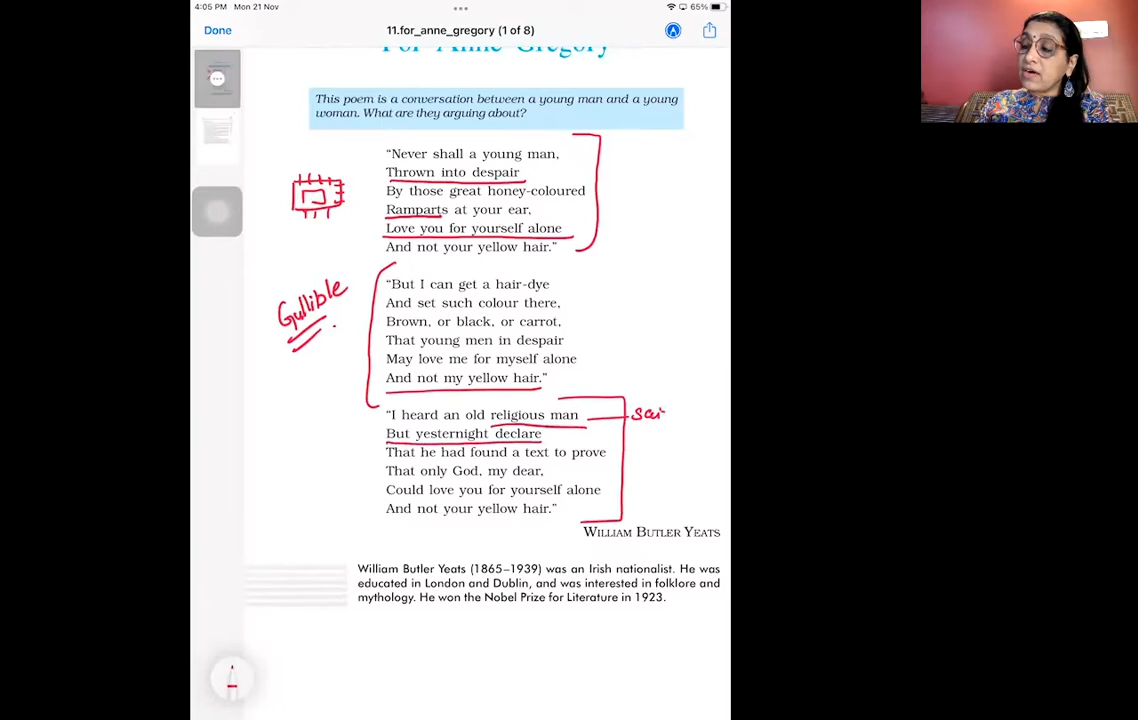 4:05 PM Mon 21 Nov
65%
Done
11.for_anne_gregory (1 of 8)
For Anne Gregory
This poem is a conversation between a young man and a young
woman. What are they arguing about?
“Never shall a young man,
Thrown into despair
By those great honey-coloured
Ramparts at your ear,
Love you for yourself alone
And not your yellow hair.”
Gullible
“But I can get a hair-dye
And set such colour there,
Brown, or black, or carrot,
That young men in despair
May love me for myself alone
And not my yellow hair.”
“I heard an old religious man
sai
But yesternight declare
That he had found a text to prove
That only God, my dear,
Could love you for yourself alone
And not your yellow hair.”
WILLIAM BUTLER YEATS
William Butler Yeats (1865–1939) was an Irish nationalist. He was
educated in London and Dublin, and was interested in folklore and
mythology. He won the Nobel Prize for Literature in 1923.